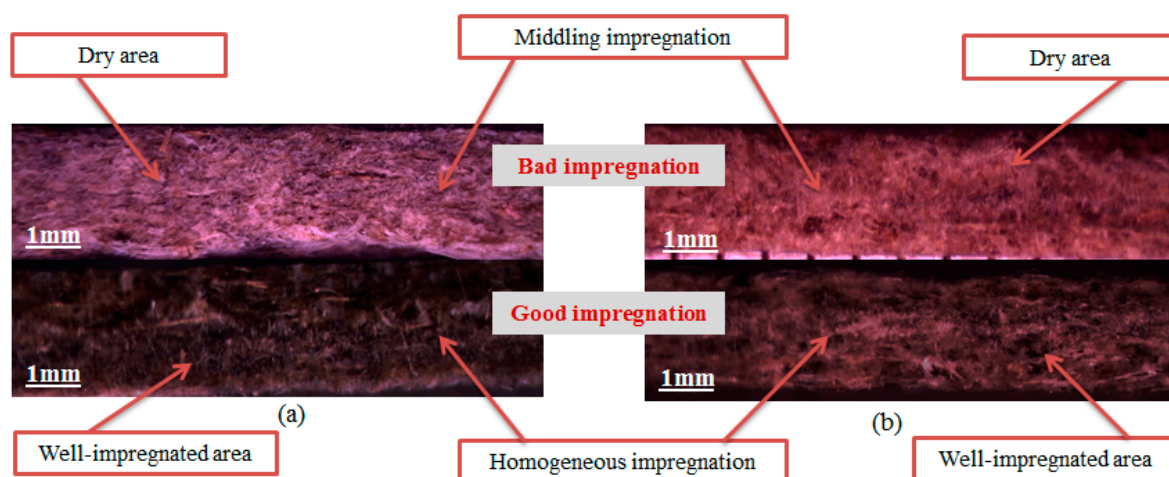 Dry area
Middling impregnation
Dry area
Bad impregnation
1mm
1mm
Good impregnation
1mm
1mm
(a)
(b)
Well-impregnated area
Homogeneous impregnation
Well-impregnated area